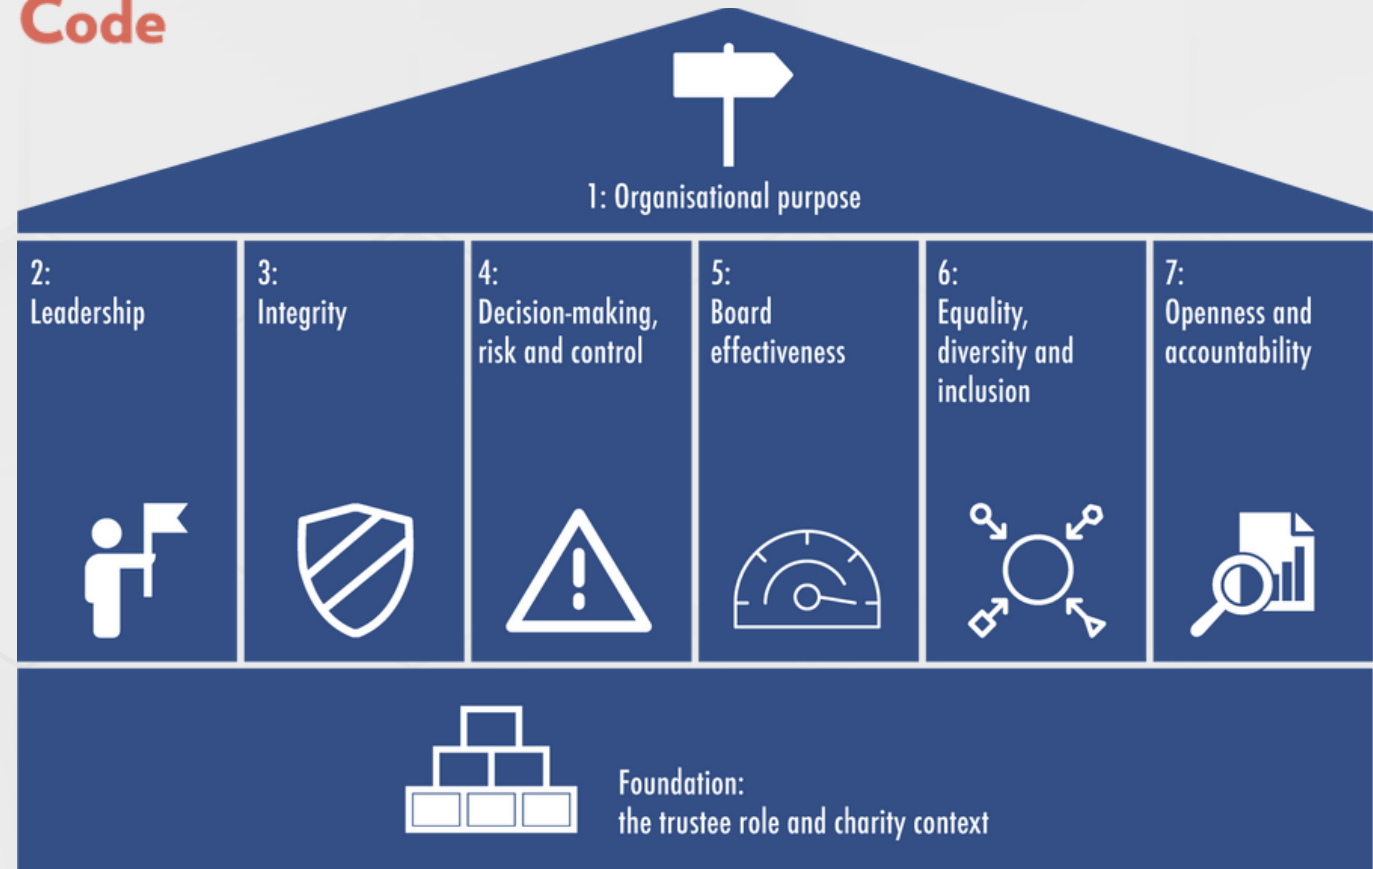 Code
1: Organisational purpose
2:
Leadership
3:
Integrity
4:
Decision-making,
risk and control
5:
Board
effectiveness
6:
Equality,
diversity and
inclusion
7:
Openness and
accountability
Foundation:
the trustee role and charity context